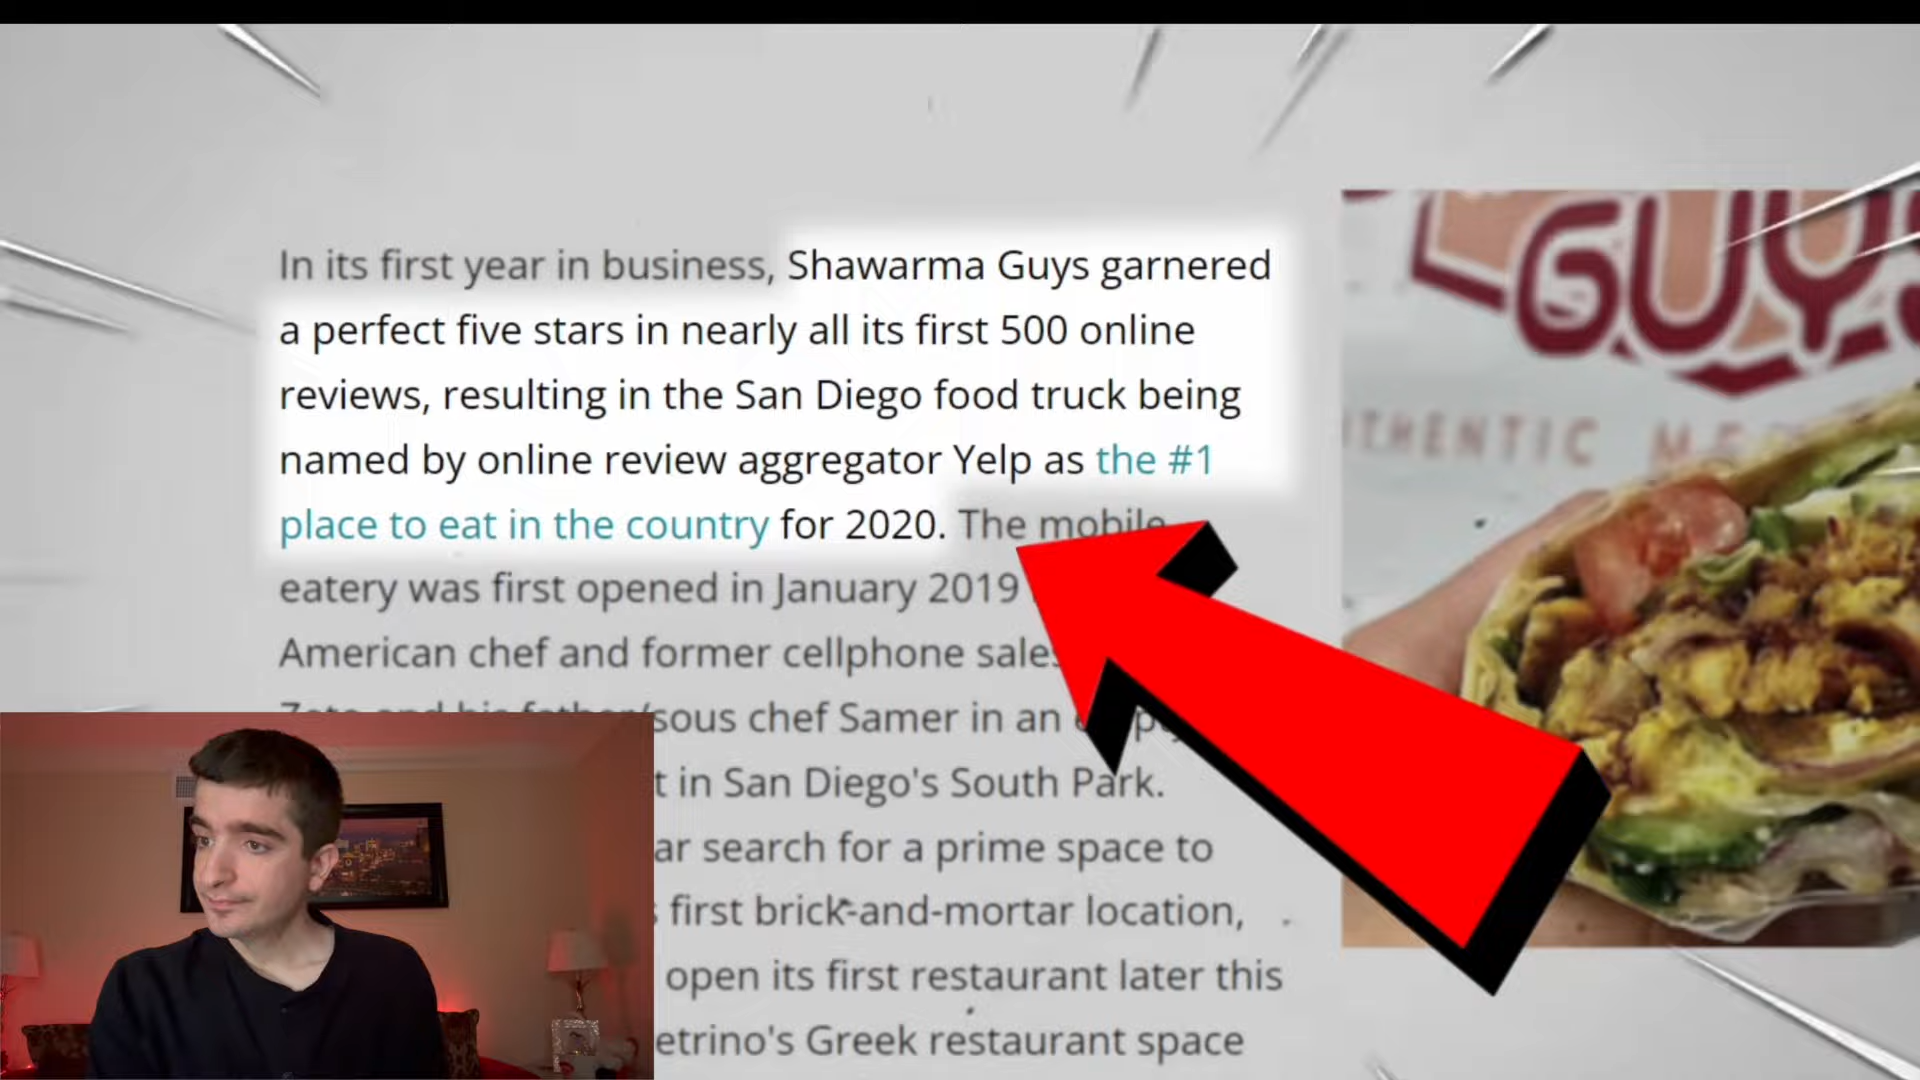 In its first year in business, Shawarma Guys garnered
a perfect five stars in nearly all its first 500 online
reviews, resulting in the San Diego food truck being
named by online review aggregator Yelp as the #1
place to eat in the country for 2020. The mobile
eatery was first opened in January 2019
American chef and former cellphone sales
sous chef Samer in an
t in San Diego's South Park.
ar search for a prime space to
s first brick-and-mortar location,
open its first restaurant later this
etrino's Greek restaurant space
GUYS
THENTIC